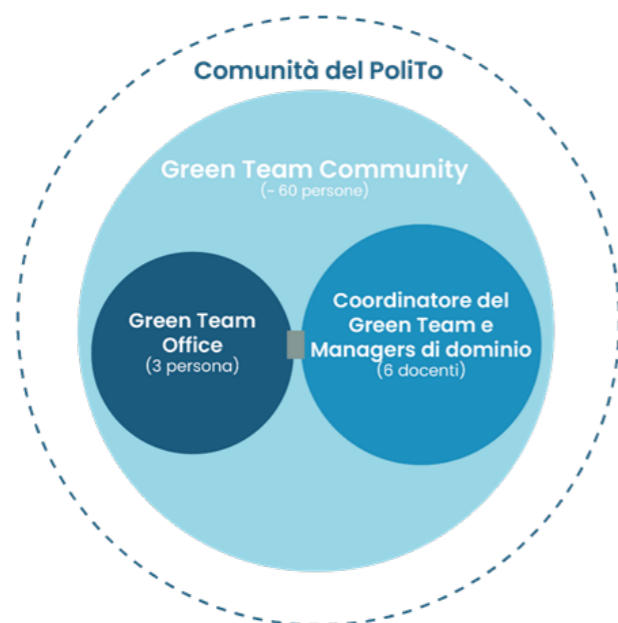 Comunità del PoliTo
Green Team Community
(~ 60 persone)
Green Team
Office
(3 persona)
Coordinatore del
Green Team e
Managers di dominio
(6 docenti)